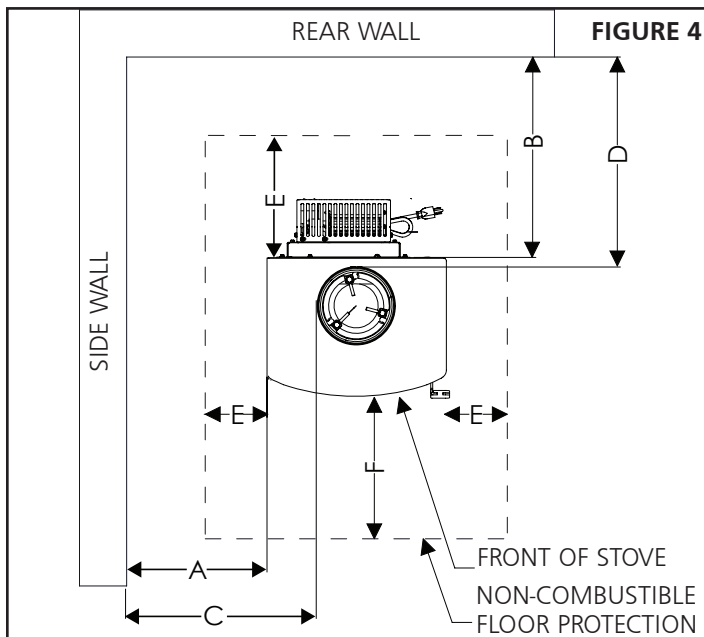 REAR WALL
FIGURE 4
B
D
E
SIDE WALL
E
E
F
A
C
FRONT OF STOVE
NON-COMBUSTIBLE
FLOOR PROTECTION